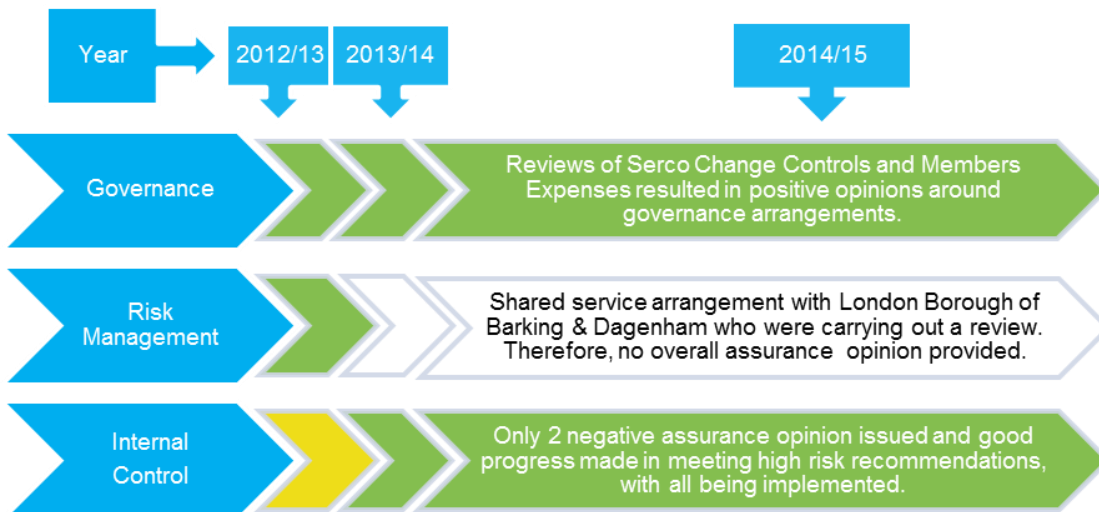 Year
2012/13
2013/14
2014/15
Governance
Reviews of Serco Change Controls and Members
Expenses resulted in positive opinions around
governance arrangements.
Risk
Management
Shared service arrangement with London Borough of
Barking & Dagenham who were carrying out a review.
Therefore, no overall assurance opinion provided.
Internal
Control
Only 2 negative assurance opinion issued and good
progress made in meeting high risk recommendations,
with all being implemented.